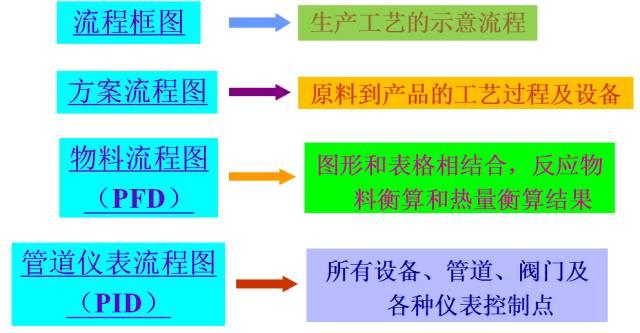 流程框图
生产工艺的示意流程
方案流程图
原料到产品的工艺过程及设备
物料流程图
（PFD）
图形和表格相结合，反应物
料衡算和热量衡算结果
管道仪表流程图
（PID）
所有设备、管道、阀门及
各种仪表控制点